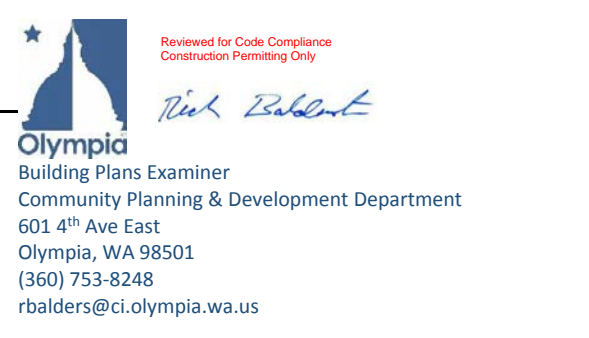 Reviewed for Code Compliance
Construction Permitting Only
Olympia
Building Plans Examiner
Community Planning & Development Department
601 4th Ave East
Olympia, WA 98501
(360) 753-8248
rbalders@ci.olympia.wa.us